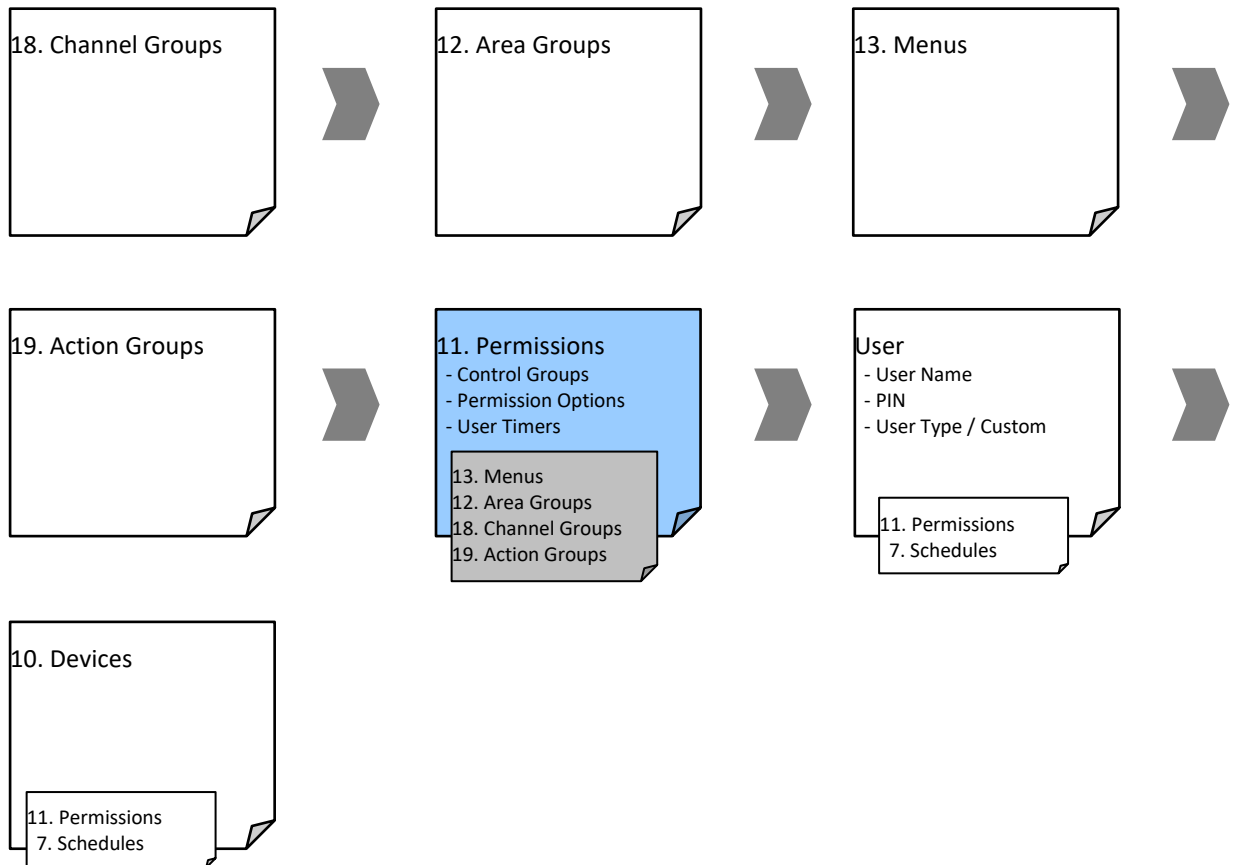 18. Channel Groups
12. Area Groups
13. Menus
19. Action Groups
11. Permissions
- Control Groups
- Permission Options
- User Timers
13. Menus
12. Area Groups
18. Channel Groups
19. Action Groups
User
- User Name
- PIN
- User Type / Custom
11. Permissions
7. Schedules
10. Devices
11. Permissions
7. Schedules